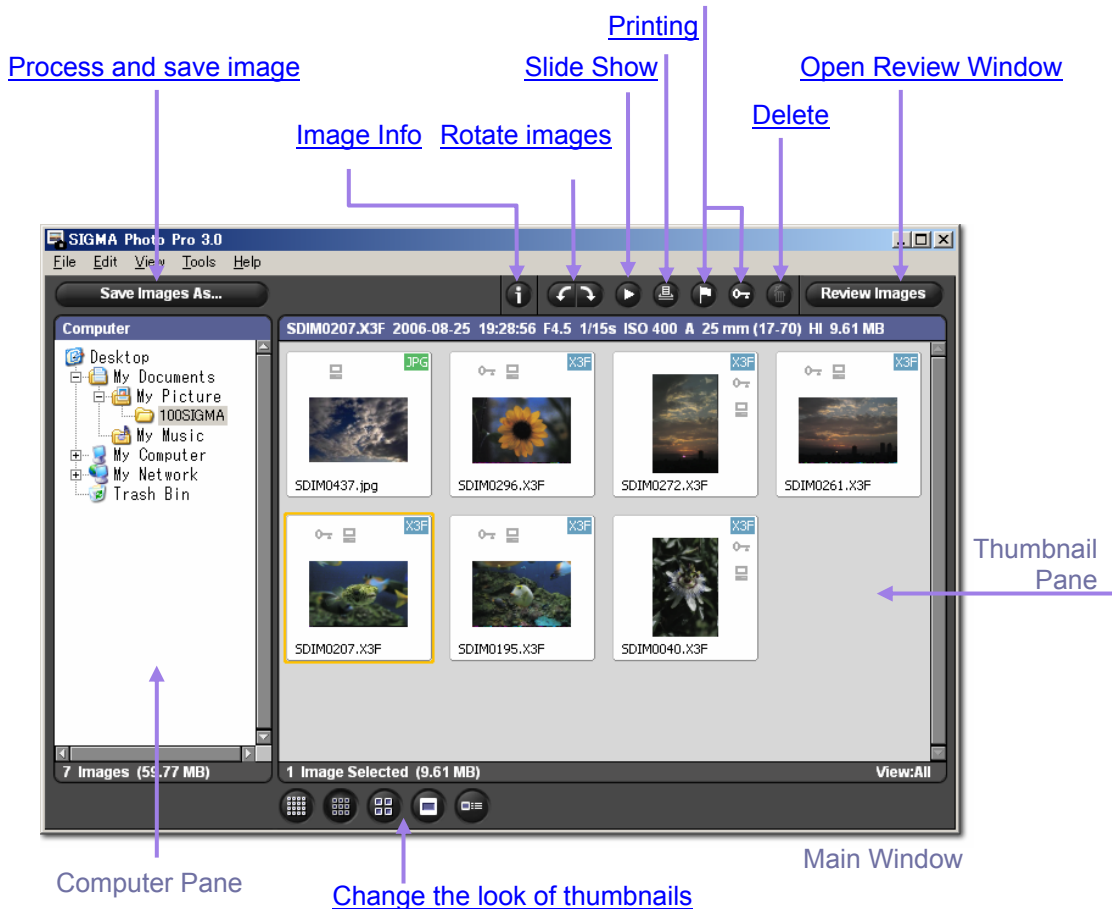 Printing
Process and save image
Slide Show
Open Review Window
Delete
Image Info
Rotate images
SIGMA Photo Pro 3.0
File Edit View Tools Help
Save Images As...
Review Images
Computer
SDIM0207.X3F 2006-08-25 19:28:56 F4.5 1/15s ISO 400 A 25 mm (17-70) HI 9.61 MB
Desktop
My Documents
My Picture
100SIGMA
My Music
My Computer
My Network
Trash Bin
JPG
X3F
X3F
X3F
SDIM0437.jpg
SDIM0296.X3F
SDIM0272.X3F
SDIM0261.X3F
X3F
X3F
X3F
SDIM0207.X3F
SDIM0195.X3F
SDIM0040.X3F
Thumbnail
Pane
7 Images (59.77 MB)
1 Image Selected (9.61 MB)
View:All
Main Window
Computer Pane
Change the look of thumbnails